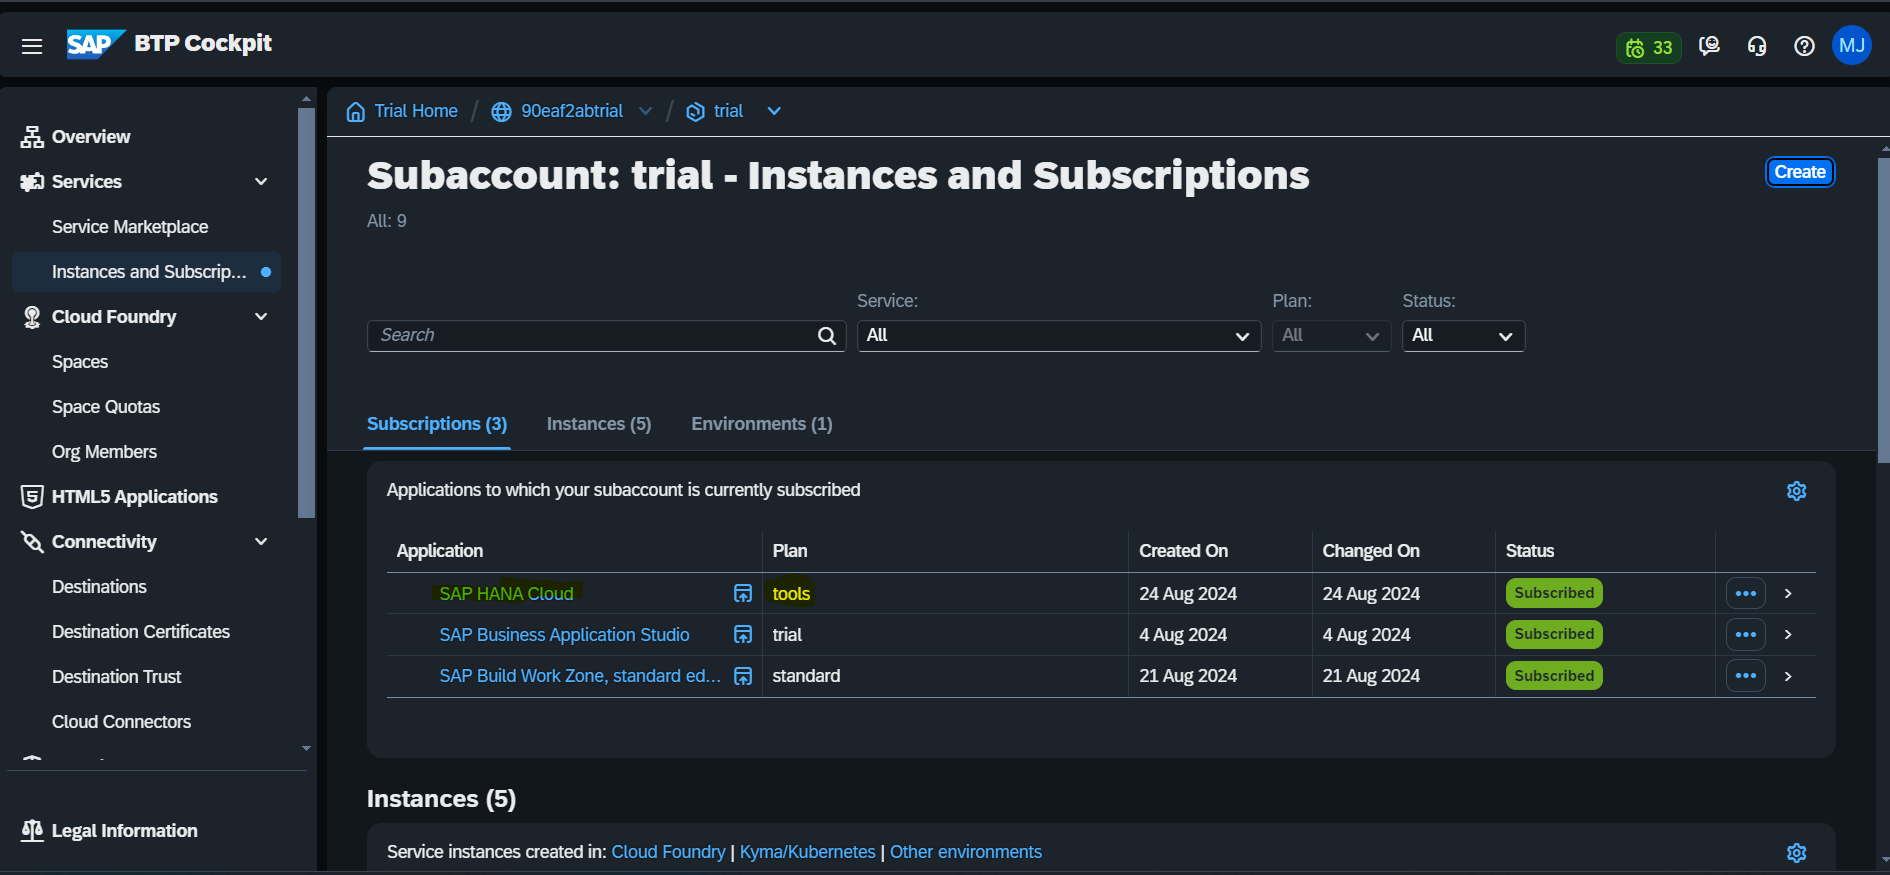 SAP BTP Cockpit
33
MJ
Overview
Services
Service Marketplace
Instances and Subscrip...
Cloud Foundry
Spaces
Space Quotas
Org Members
HTML5 Applications
Connectivity
Destinations
Destination Certificates
Destination Trust
Cloud Connectors
Legal Information
Trial Home / 90eaf2abtrial / trial
Subaccount: trial - Instances and Subscriptions
Create
All: 9
Service: Plan: Status:
Search All All All
Subscriptions (3) Instances (5) Environments (1)
Applications to which your subaccount is currently subscribed
Application Plan Created On Changed On Status
SAP HANA Cloud tools 24 Aug 2024 24 Aug 2024 Subscribed
SAP Business Application Studio trial 4 Aug 2024 4 Aug 2024 Subscribed
SAP Build Work Zone, standard ed... standard 21 Aug 2024 21 Aug 2024 Subscribed
Instances (5)
Service instances created in: Cloud Foundry | Kyma/Kubernetes | Other environments